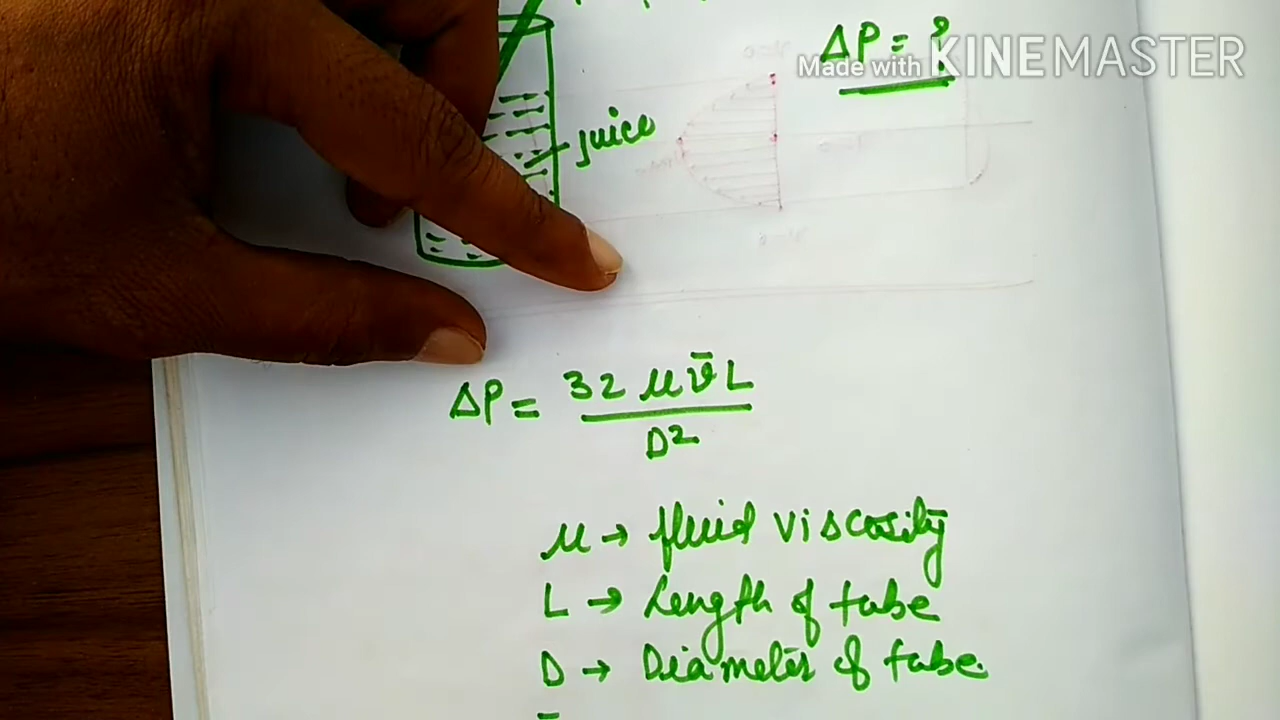 ΔP = ?
Made with KINEMASTER
juice
ΔP = 32 μ v̄ L
D²
μ → fluid viscosity
L → Length of tube
D → Diameter of tube